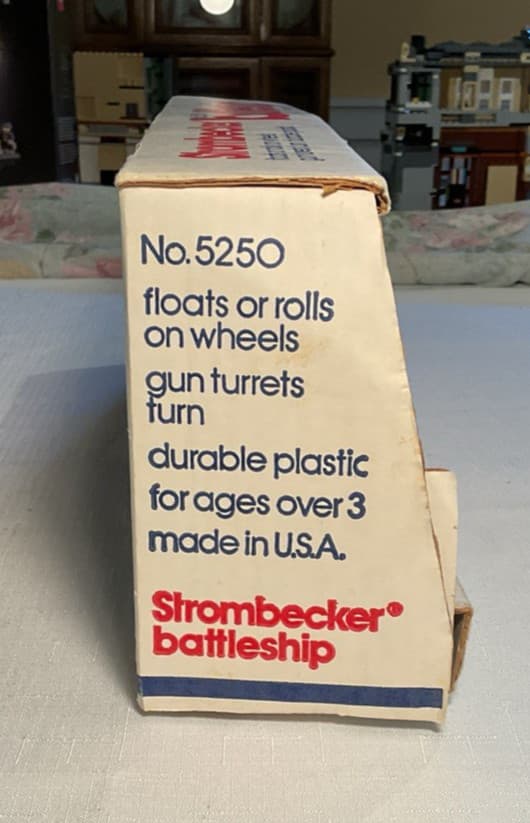 Strombecker
No. 5250
floats or rolls
on wheels
gun turrets
turn
durable plastic
for ages over 3
made in U.S.A.
Strombecker®
battleship